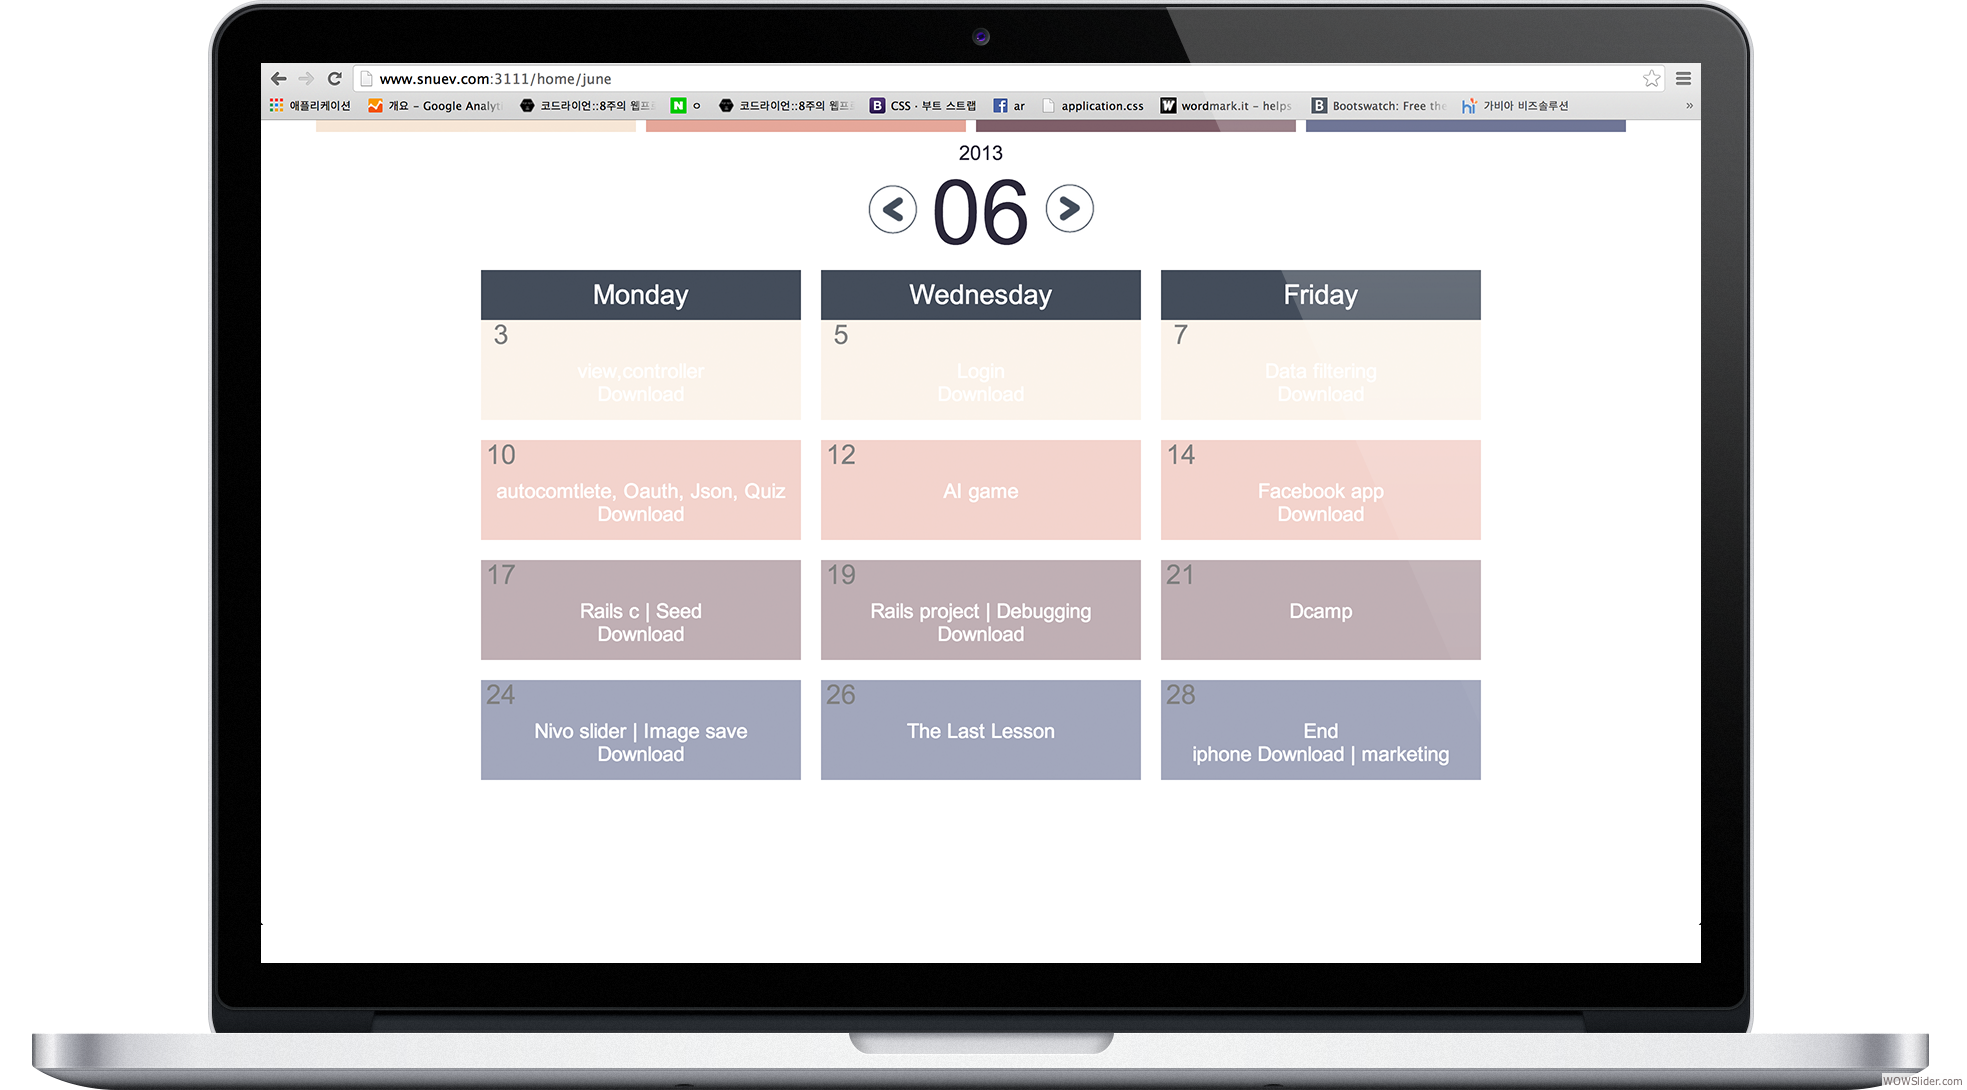 www.snuev.com:3111/home/june
애플리케이션 개요 - Google Analyti 코드라이언::8주의 웹프로 ㅇ 코드라이언::8주의 웹프로 CSS · 부트 스트랩 ar application.css wordmark.it - helps Bootswatch: Free the 가비아 비즈솔루션 »
2013
< 06 >
Monday Wednesday Friday
3 5 7
view,controller Login Data filtering
Download Download Download
10 12 14
autocomtlete, Oauth, Json, Quiz AI game Facebook app
Download Download
17 19 21
Rails c | Seed Rails project | Debugging Dcamp
Download Download
24 26 28
Nivo slider | Image save The Last Lesson End
Download iphone Download | marketing
WOWSlider.com